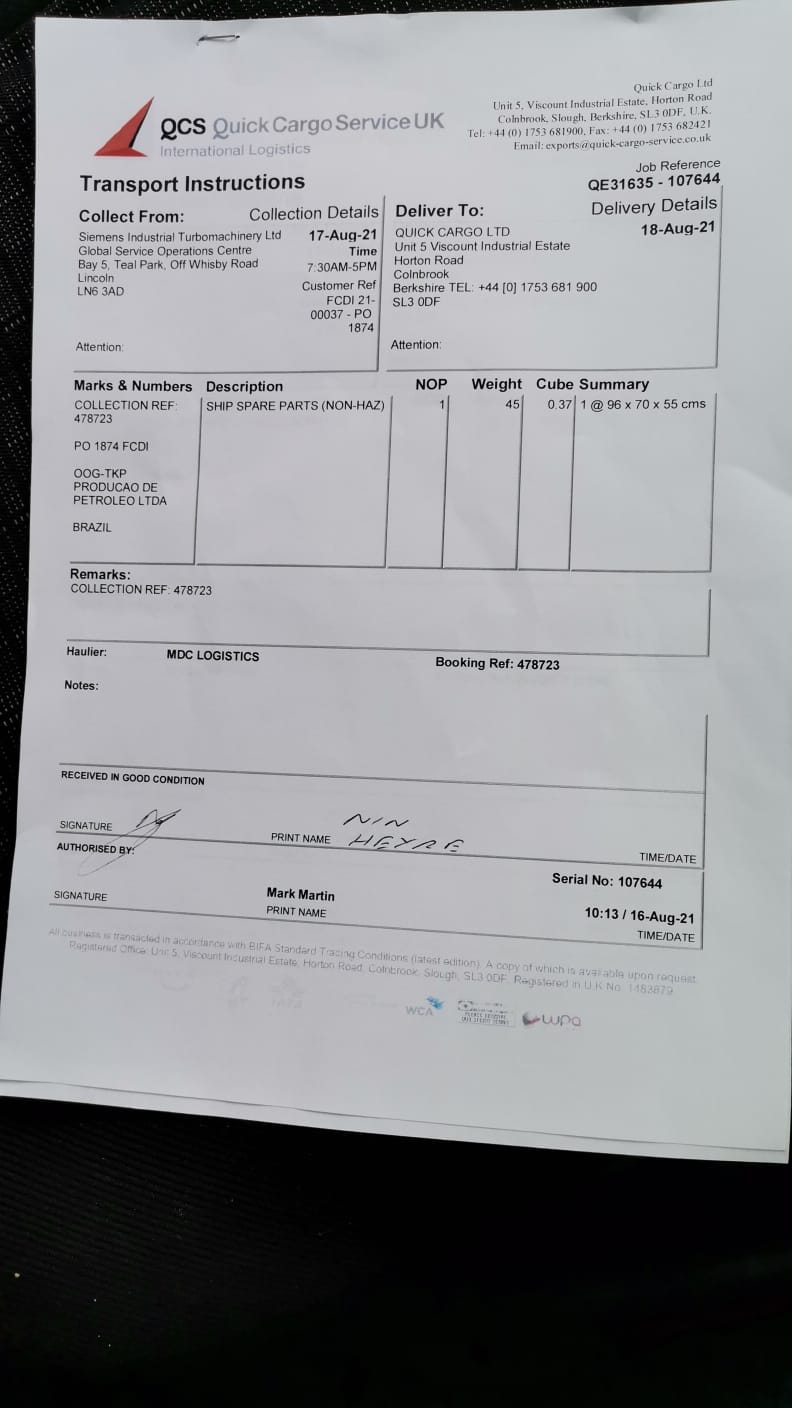 QCS Quick Cargo Service UK
International Logistics
Quick Cargo Ltd
Unit 5, Viscount Industrial Estate, Horton Road
Colnbrook, Slough, Berkshire, SL3 0DF, U.K.
Tel: +44 (0) 1753 681900, Fax: +44 (0) 1753 682421
Email: exports@quick-cargo-service.co.uk
Job Reference
QE31635 - 107644
Transport Instructions
Collect From: Collection Details
Siemens Industrial Turbomachinery Ltd 17-Aug-21
Global Service Operations Centre Time
Bay 5, Teal Park, Off Whisby Road 7:30AM-5PM
Lincoln Customer Ref
LN6 3AD FCDI 21-
00037 - PO
1874
Attention:
Deliver To: Delivery Details
QUICK CARGO LTD 18-Aug-21
Unit 5 Viscount Industrial Estate
Horton Road
Colnbrook
Berkshire TEL: +44 [0] 1753 681 900
SL3 0DF
Attention:
Marks & Numbers Description NOP Weight Cube Summary
COLLECTION REF: SHIP SPARE PARTS (NON-HAZ) 1 45 0.37 1 @ 96 x 70 x 55 cms
478723
PO 1874 FCDI
OOG-TKP
PRODUCAO DE
PETROLEO LTDA
BRAZIL
Remarks:
COLLECTION REF: 478723
Haulier: MDC LOGISTICS Booking Ref: 478723
Notes:
RECEIVED IN GOOD CONDITION
SIGNATURE PRINT NAME NIN
HEYRE TIME/DATE
AUTHORISED BY:
Serial No: 107644
SIGNATURE Mark Martin 10:13 / 16-Aug-21
PRINT NAME TIME/DATE
All business is transacted in accordance with BIFA Standard Trading Conditions (latest edition). A copy of which is available upon request.
Registered Office: Unit 5, Viscount Industrial Estate, Horton Road, Colnbrook, Slough, SL3 0DF. Registered in U.K No. 1483879
WCA
wpa